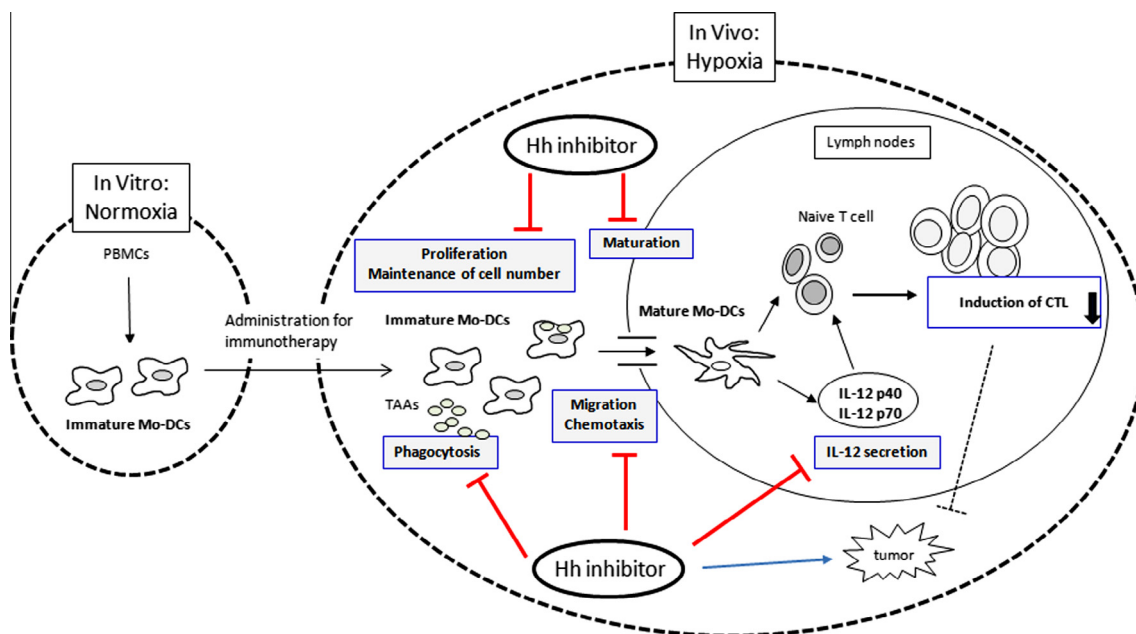 In Vitro:
Normoxia
PBMCs
Immature Mo-DCs
Administration for
immunotherapy
In Vivo:
Hypoxia
Hh inhibitor
Proliferation
Maintenance of cell number
Maturation
Immature Mo-DCs
TAAs
Phagocytosis
Migration
Chemotaxis
Lymph nodes
Naive T cell
Mature Mo-DCs
Induction of CTL
IL-12 p40
IL-12 p70
IL-12 secretion
Hh inhibitor
tumor